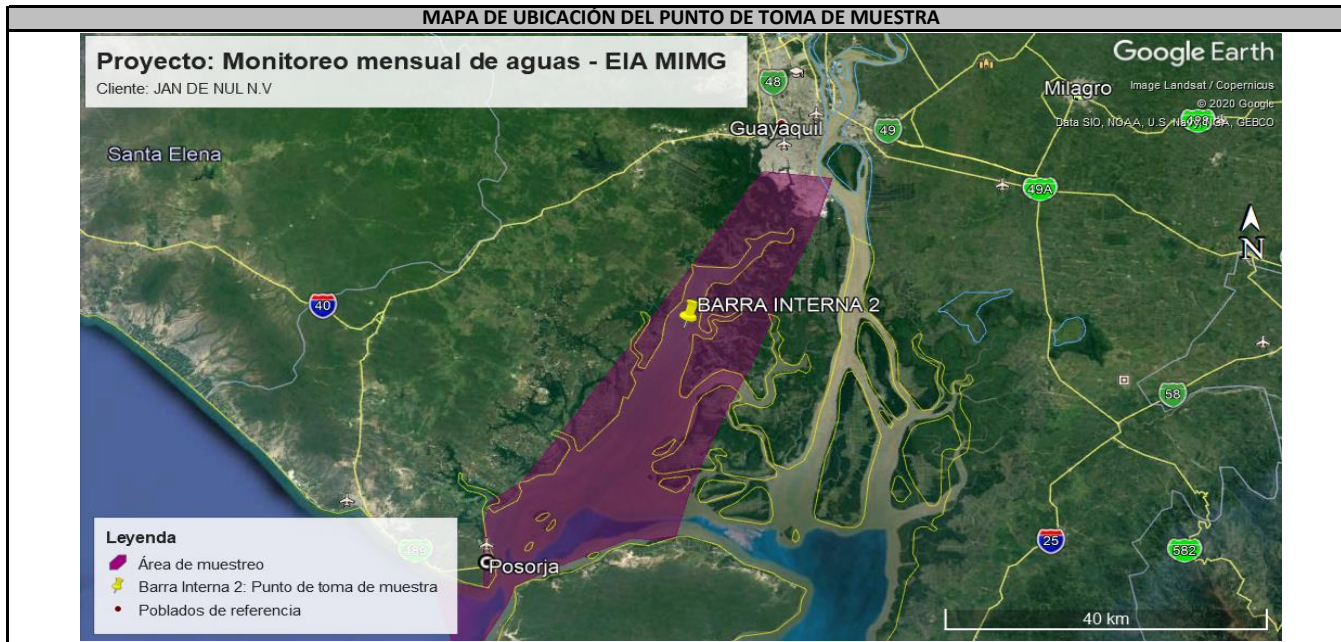 MAPA DE UBICACIÓN DEL PUNTO DE TOMA DE MUESTRA
Proyecto: Monitoreo mensual de aguas - EIA MIMG
Cliente: JAN DE NUL N.V
Google Earth
Image Landsat / Copernicus
© 2020 Google
Data SIO, NOAA, U.S. Navy, NGA, GEBCO
48
Milagro
Guayaquil
49
Santa Elena
49A
N
40
BARRA INTERNA 2
58
Leyenda
Área de muestreo
Barra Interna 2: Punto de toma de muestra
Poblados de referencia
Posorja
25
582
40 km